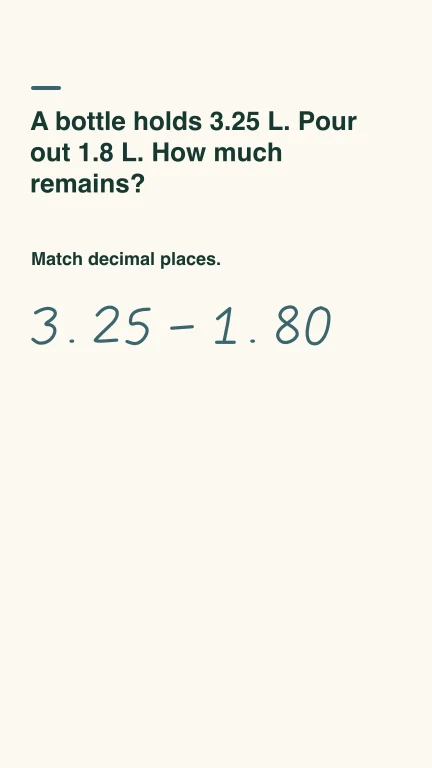 A bottle holds 3.25 L. Pour
out 1.8 L. How much
remains?
Match decimal places.
3.25 – 1.80